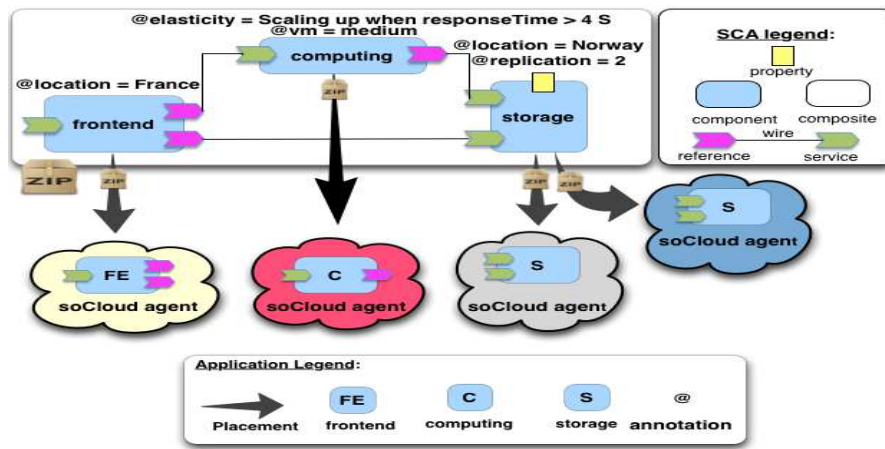 @elasticity = Scaling up when responseTime > 4 S
@vm = medium
computing
@location = Norway
@replication = 2
@location = France
frontend
storage
ZIP
ZIP
ZIP
ZIP
ZIP
SCA legend:
property
component
composite
wire
reference
service
FE
soCloud agent
C
soCloud agent
S
soCloud agent
S
soCloud agent
Application Legend:
FE
C
S
@
Placement
frontend
computing
storage
annotation